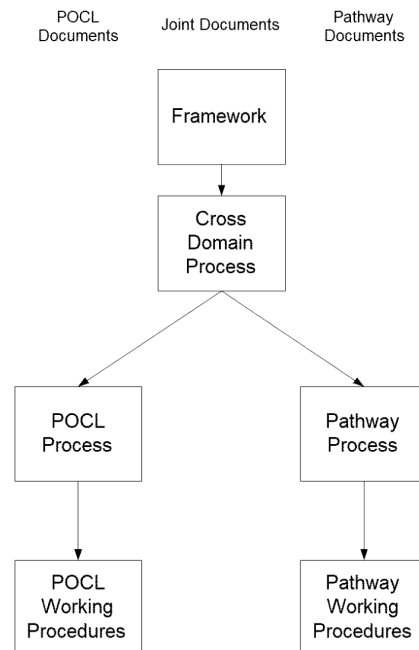 POCL
Documents
Joint Documents
Pathway
Documents
Framework
Cross
Domain
Process
POCL
Process
Pathway
Process
POCL
Working
Procedures
Pathway
Working
Procedures